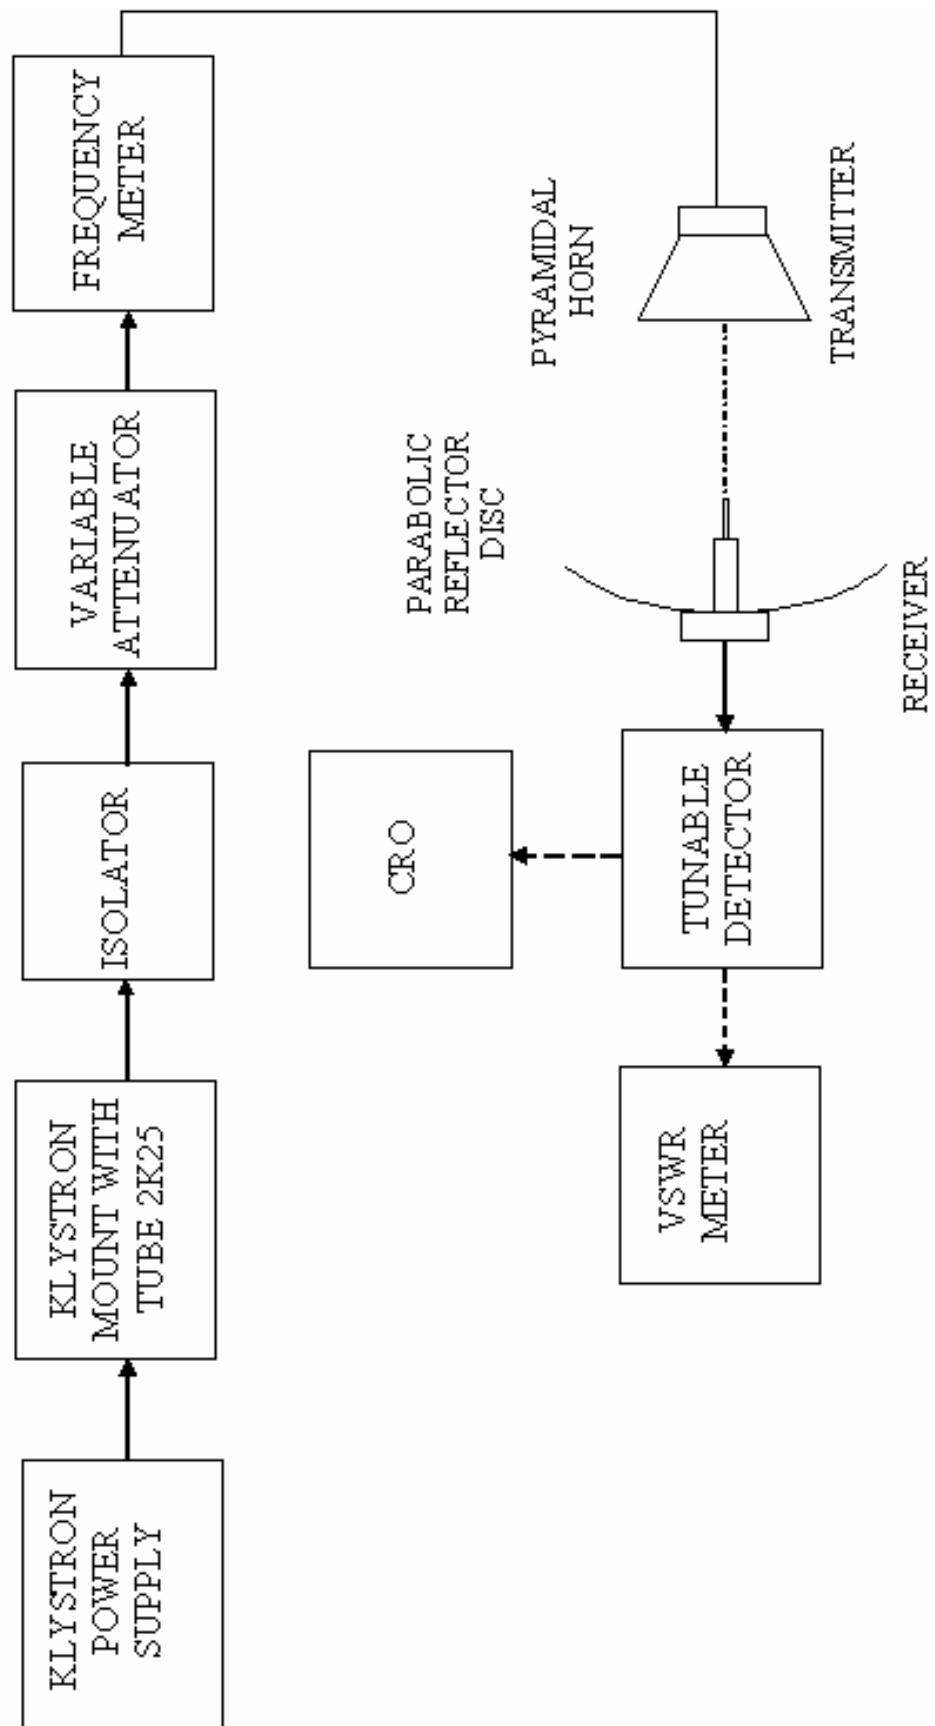 KLYSTRON
POWER
SUPPLY
KLYSTRON
MOUNT WITH
TUBE 2K25
ISOLATOR
VARIABLE
ATTENUATOR
FREQUENCY
METER
VSWR
METER
CRO
TUNABLE
DETECTOR
PARABOLIC
REFLECTOR
DISC
RECEIVER
PYRAMIDAL
HORN
TRANSMITTER